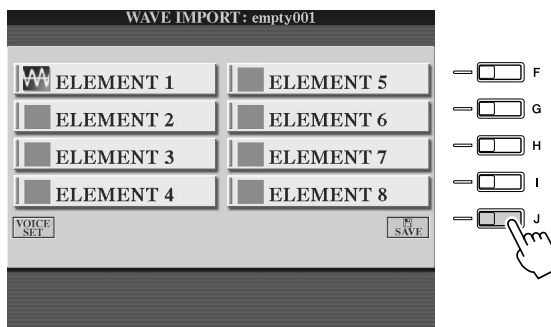 WAVE IMPORT: empty001
ELEMENT 1
ELEMENT 2
ELEMENT 3
ELEMENT 4
ELEMENT 5
ELEMENT 6
ELEMENT 7
ELEMENT 8
VOICE
SET
SAVE
F
G
H
I
J